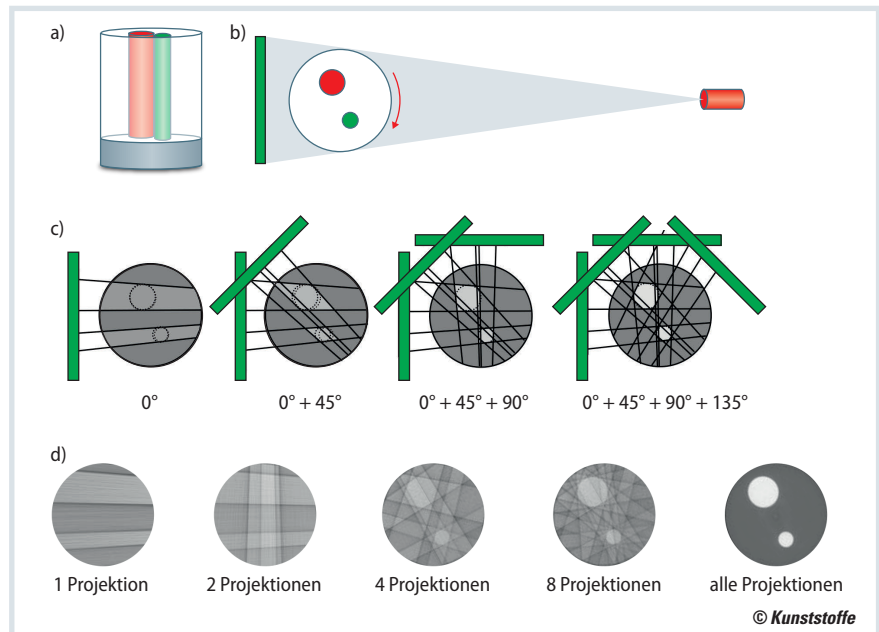 a)
b)
c)
0°
0° + 45°
0° + 45° + 90°
0° + 45° + 90° + 135°
d)
1 Projektion
2 Projektionen
4 Projektionen
8 Projektionen
alle Projektionen
© Kunststoffe